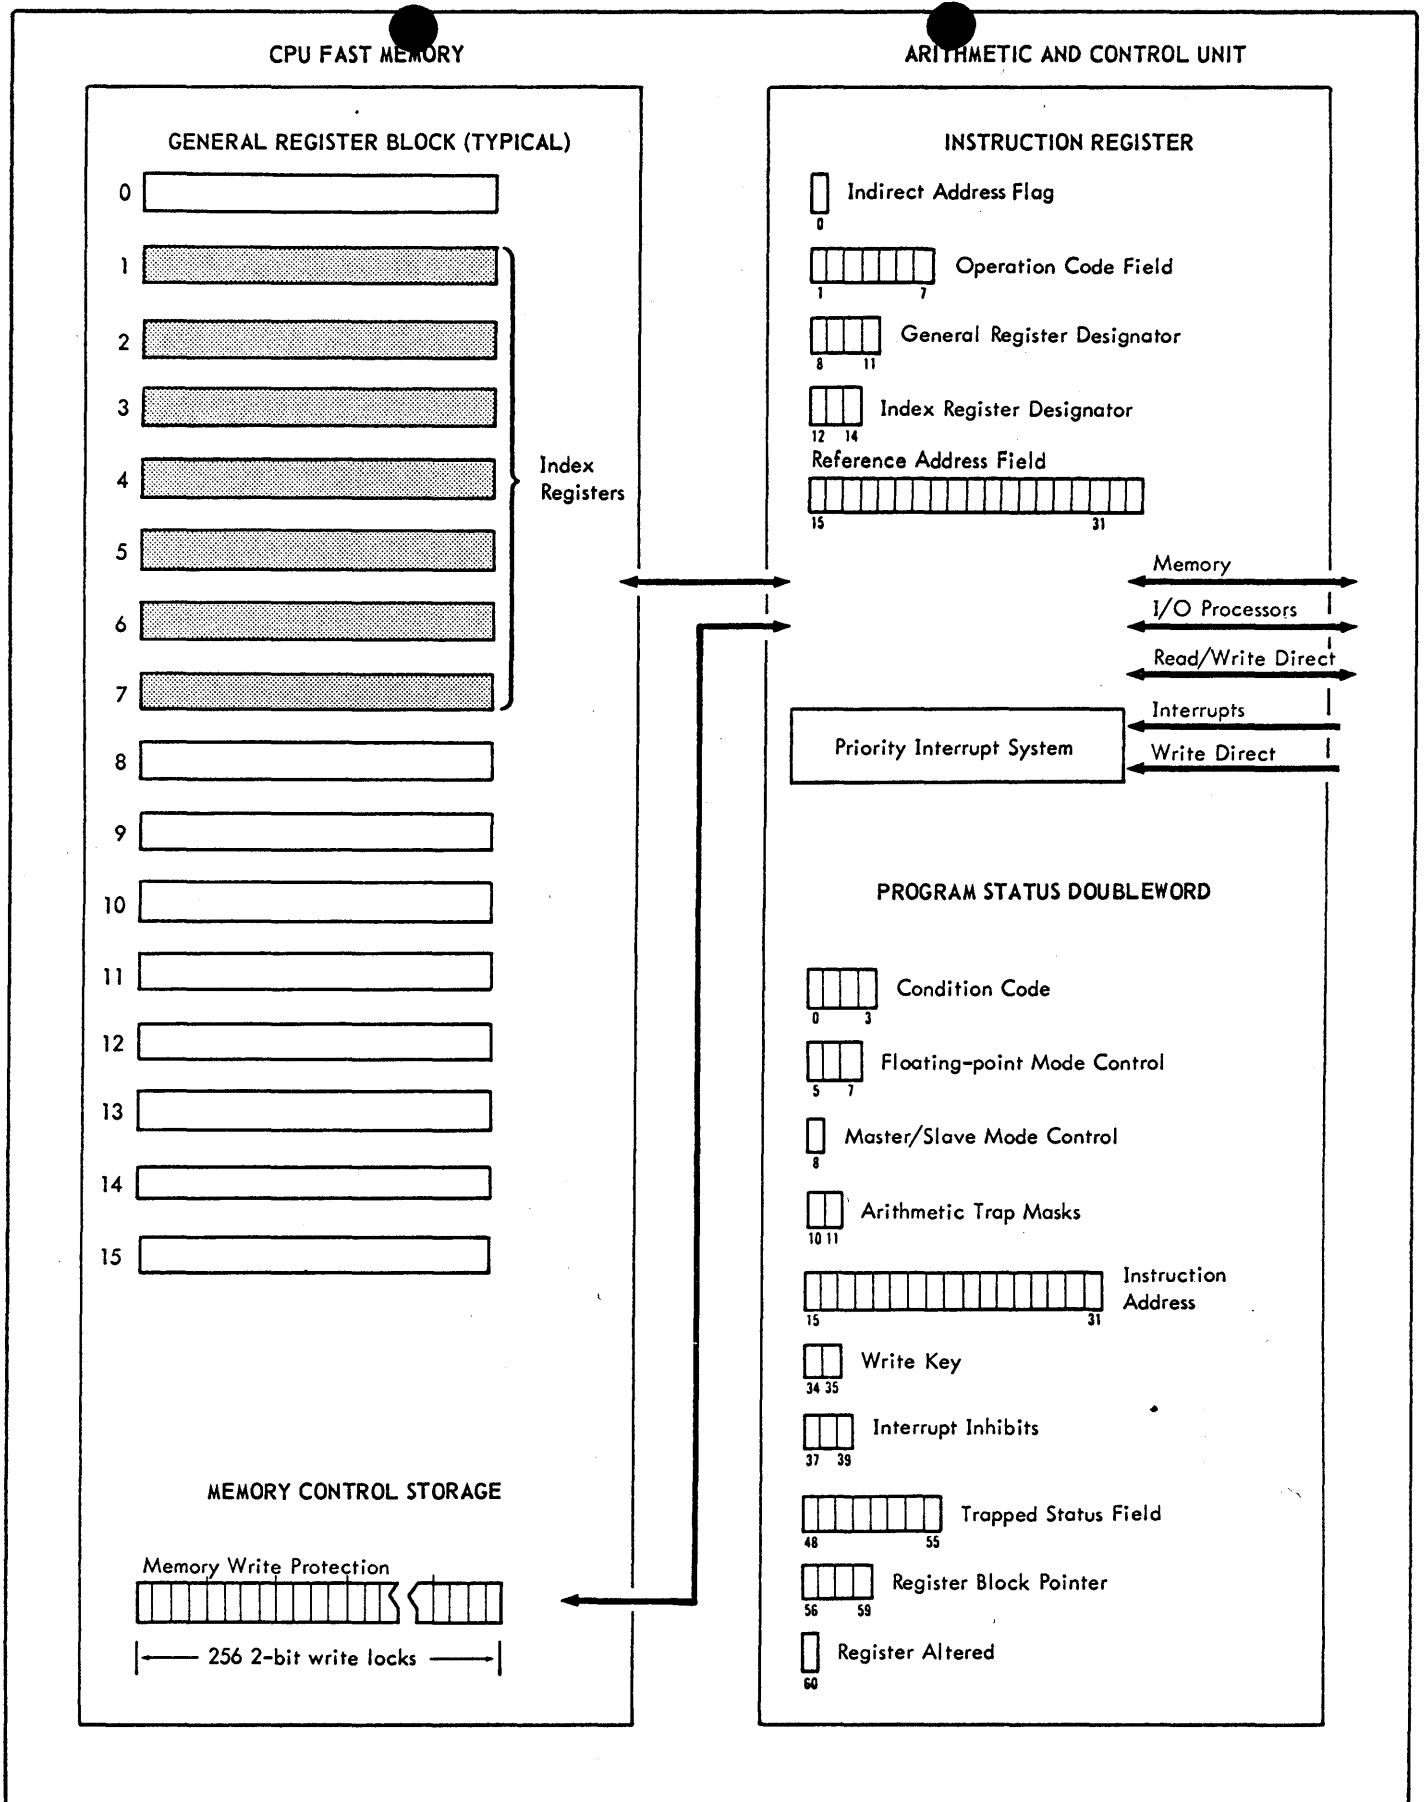 CPU FAST MEMORY
GENERAL REGISTER BLOCK (TYPICAL)
0
1
2
3
4
5
6
7
Index
Registers
8
9
10
11
12
13
14
15
MEMORY CONTROL STORAGE
Memory Write Protection
256 2-bit write locks
ARITHMETIC AND CONTROL UNIT
INSTRUCTION REGISTER
Indirect Address Flag
0
Operation Code Field
1 7
General Register Designator
8 11
Index Register Designator
12 14
Reference Address Field
15 31
Memory
I/O Processors
Read/Write Direct
Interrupts
Write Direct
Priority Interrupt System
PROGRAM STATUS DOUBLEWORD
Condition Code
0 3
Floating-point Mode Control
5 7
Master/Slave Mode Control
8
Arithmetic Trap Masks
10 11
Instruction
Address
15 31
Write Key
34 35
Interrupt Inhibits
37 39
Trapped Status Field
48 55
Register Block Pointer
56 59
Register Altered
60